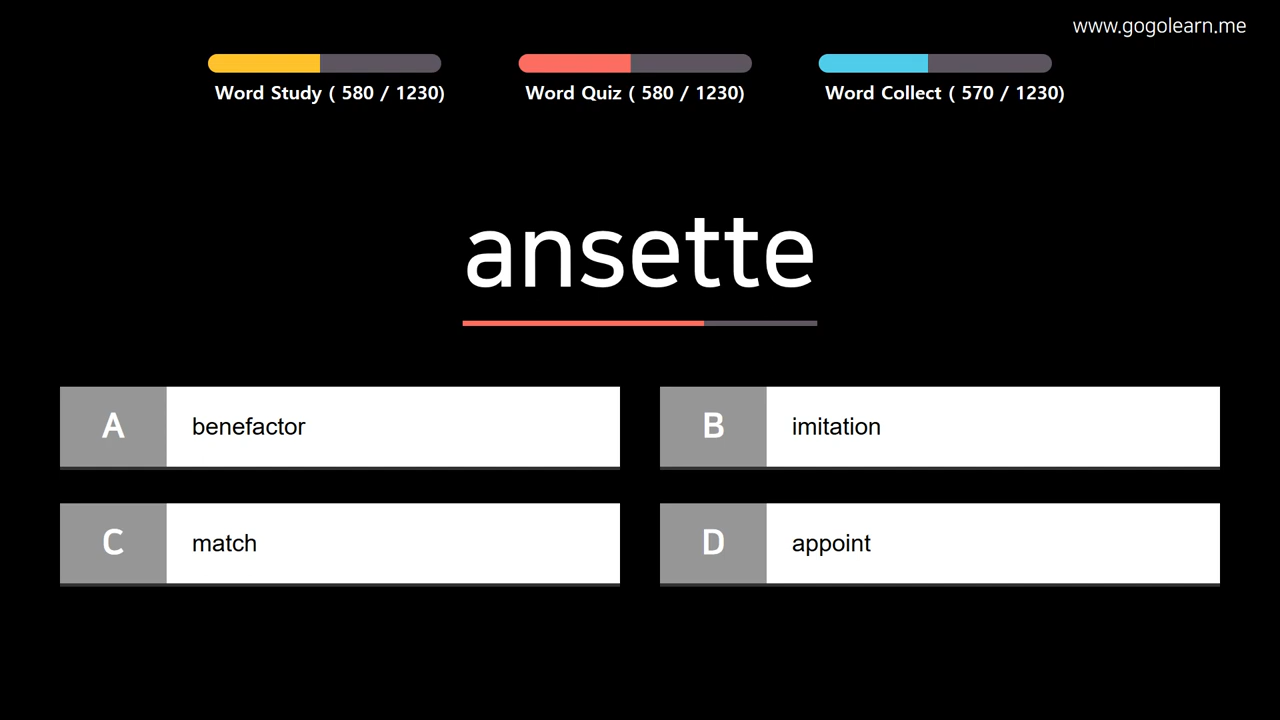 www.gogolearn.me
Word Study ( 580 / 1230)
Word Quiz ( 580 / 1230)
Word Collect ( 570 / 1230)
ansette
A benefactor
B imitation
C match
D appoint